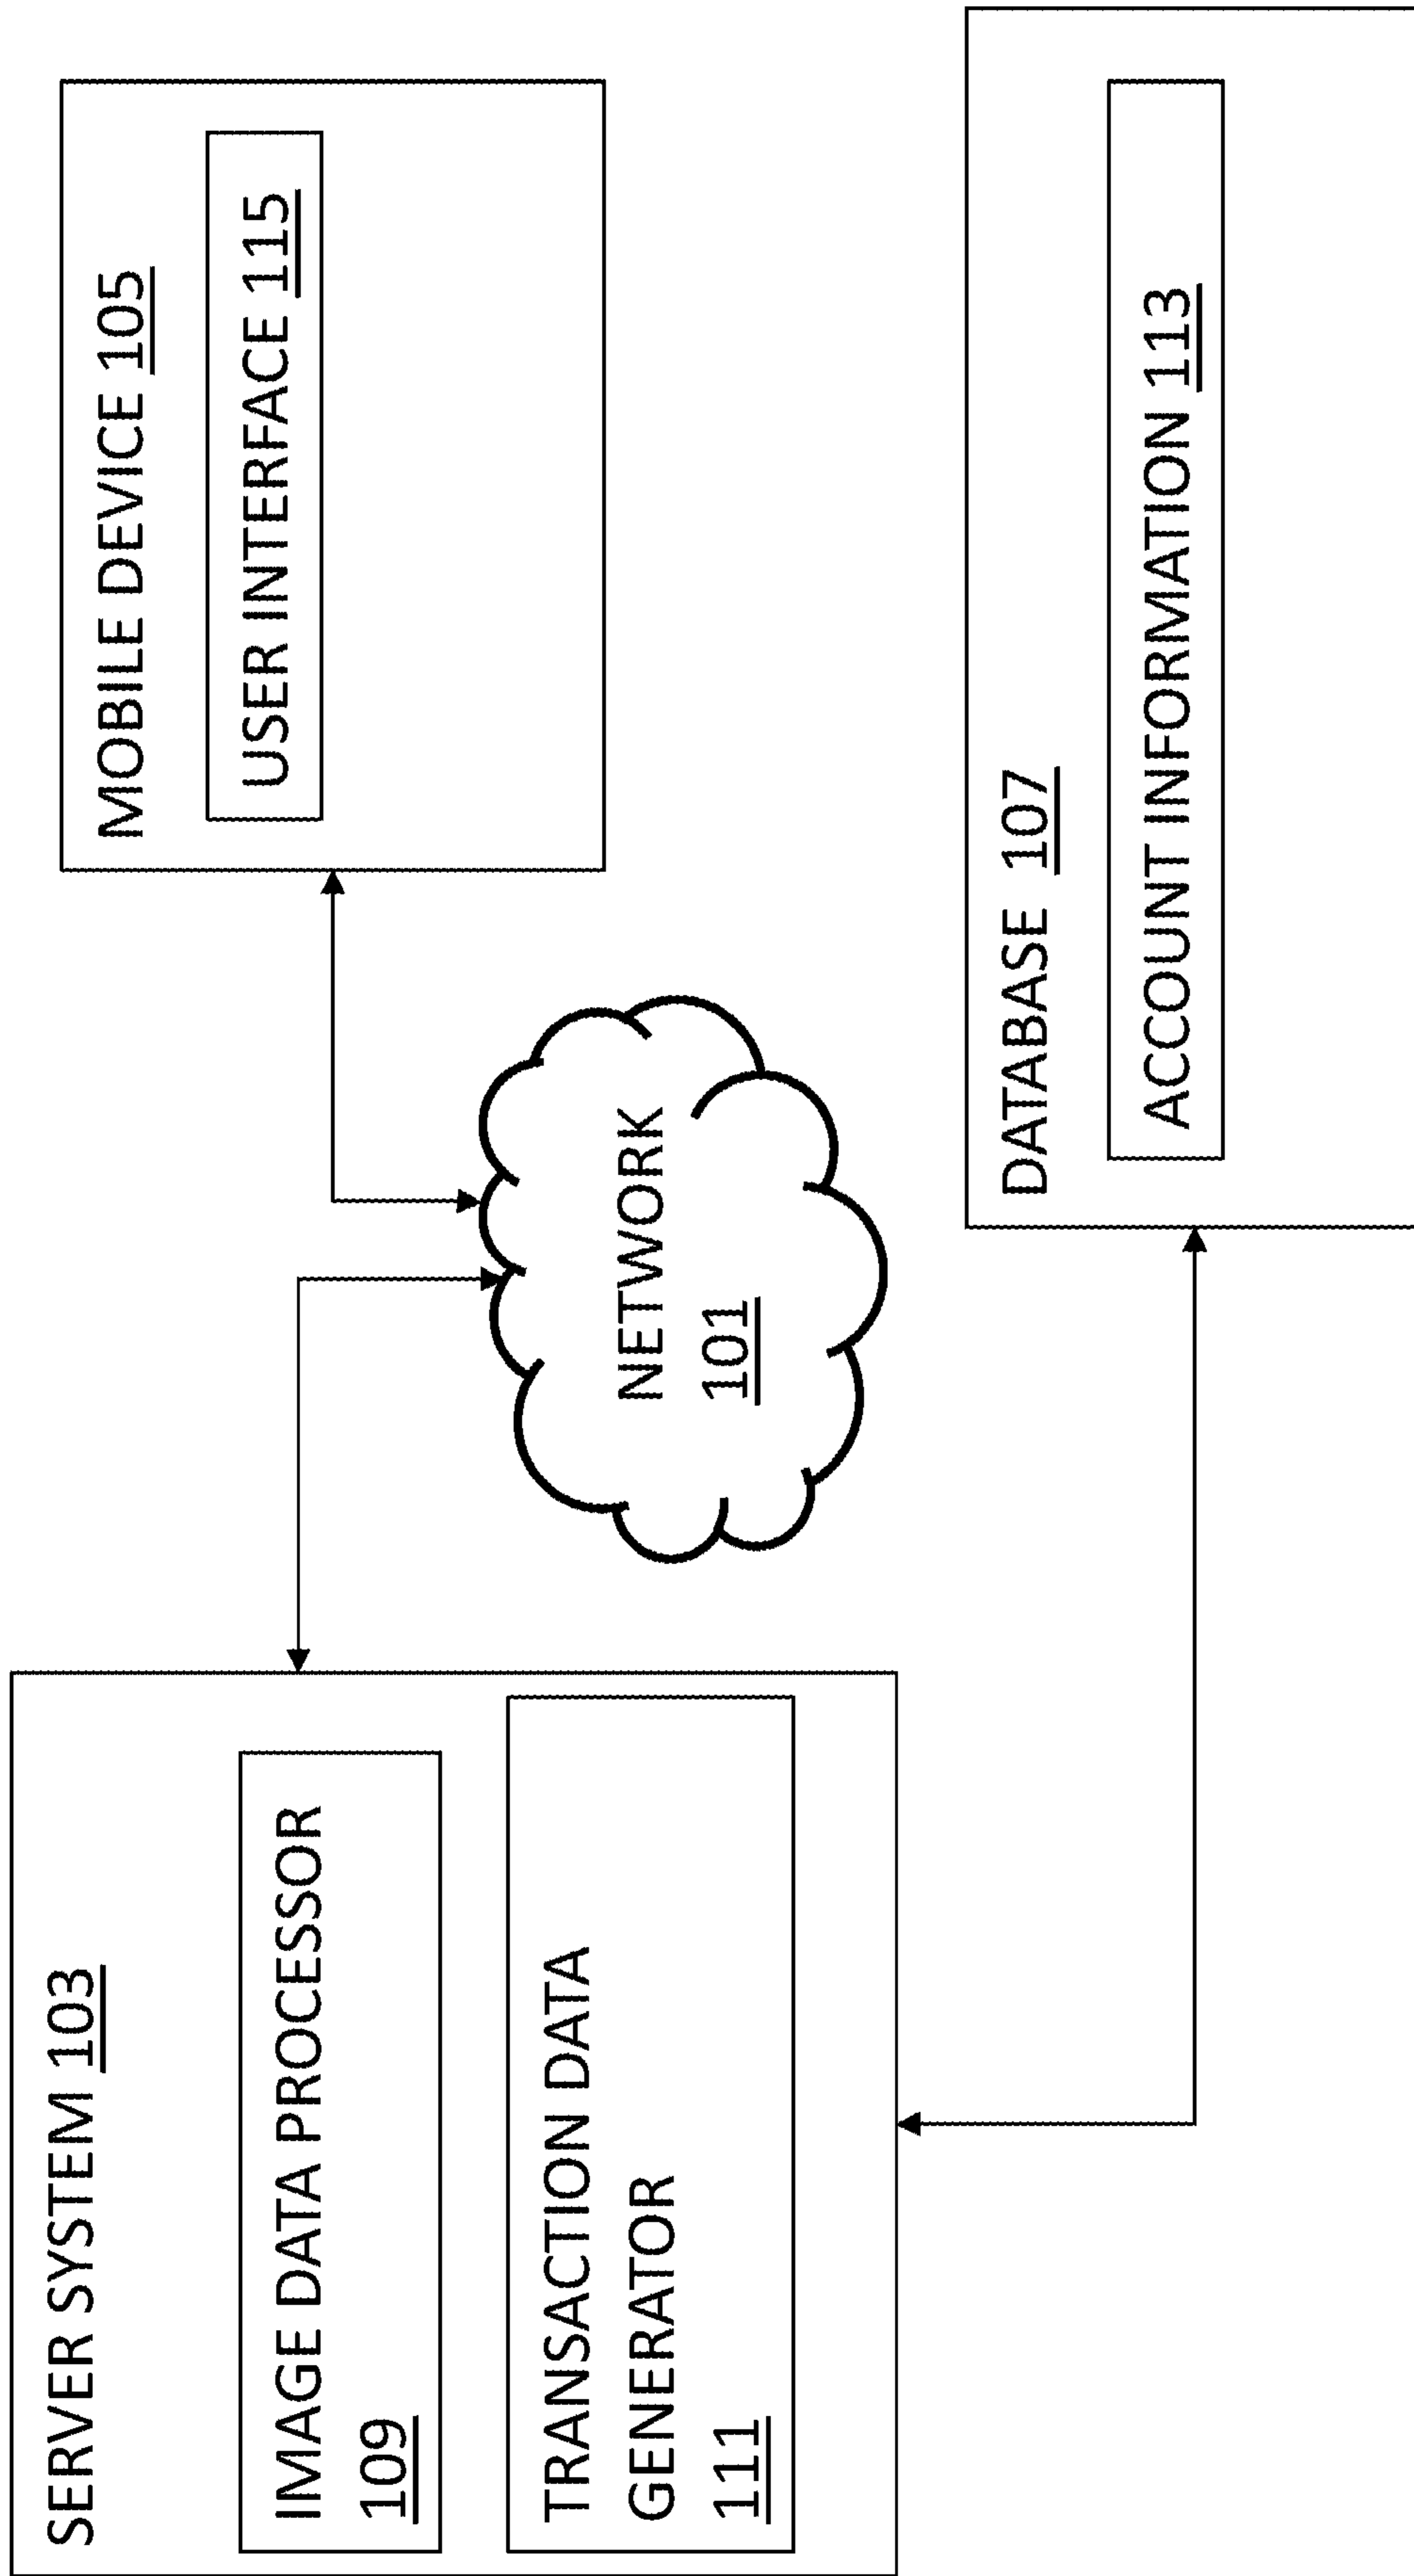 SERVER SYSTEM 103
IMAGE DATA PROCESSOR
109
TRANSACTION DATA
GENERATOR
111
NETWORK
101
MOBILE DEVICE 105
USER INTERFACE 115
DATABASE 107
ACCOUNT INFORMATION 113